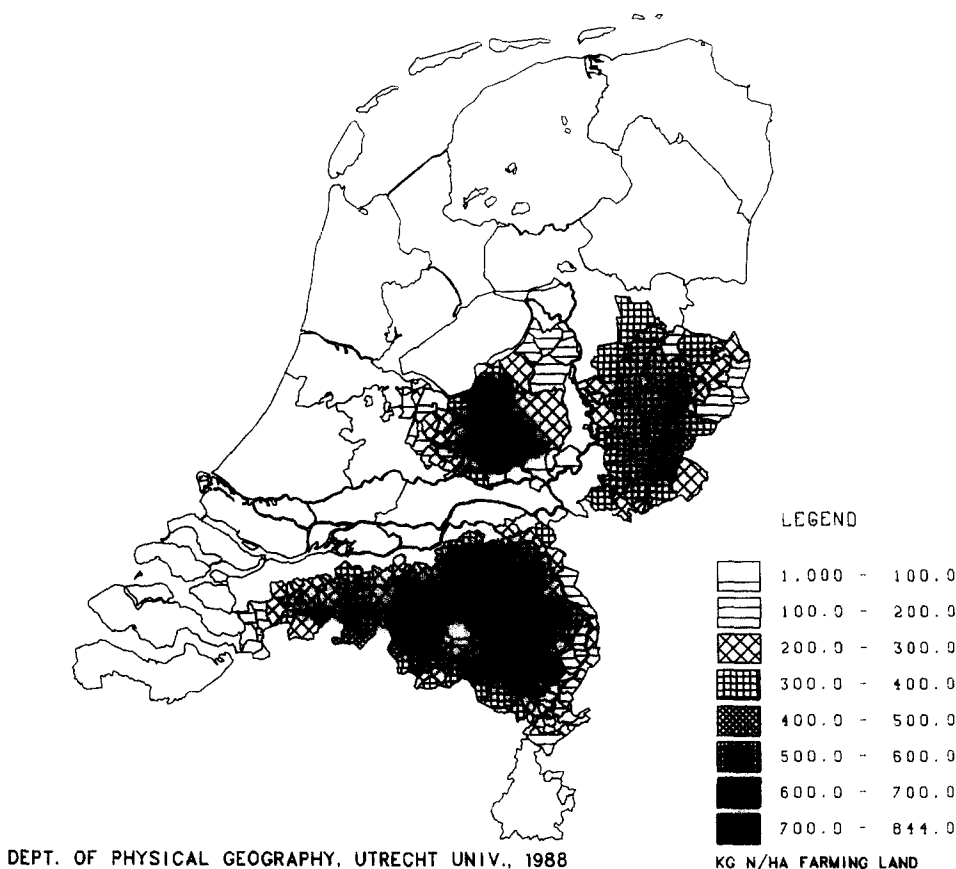 LEGEND
1.000 - 100.0
100.0 - 200.0
200.0 - 300.0
300.0 - 400.0
400.0 - 500.0
500.0 - 600.0
600.0 - 700.0
700.0 - 844.0
DEPT. OF PHYSICAL GEOGRAPHY, UTRECHT UNIV., 1988
KG N/HA FARMING LAND